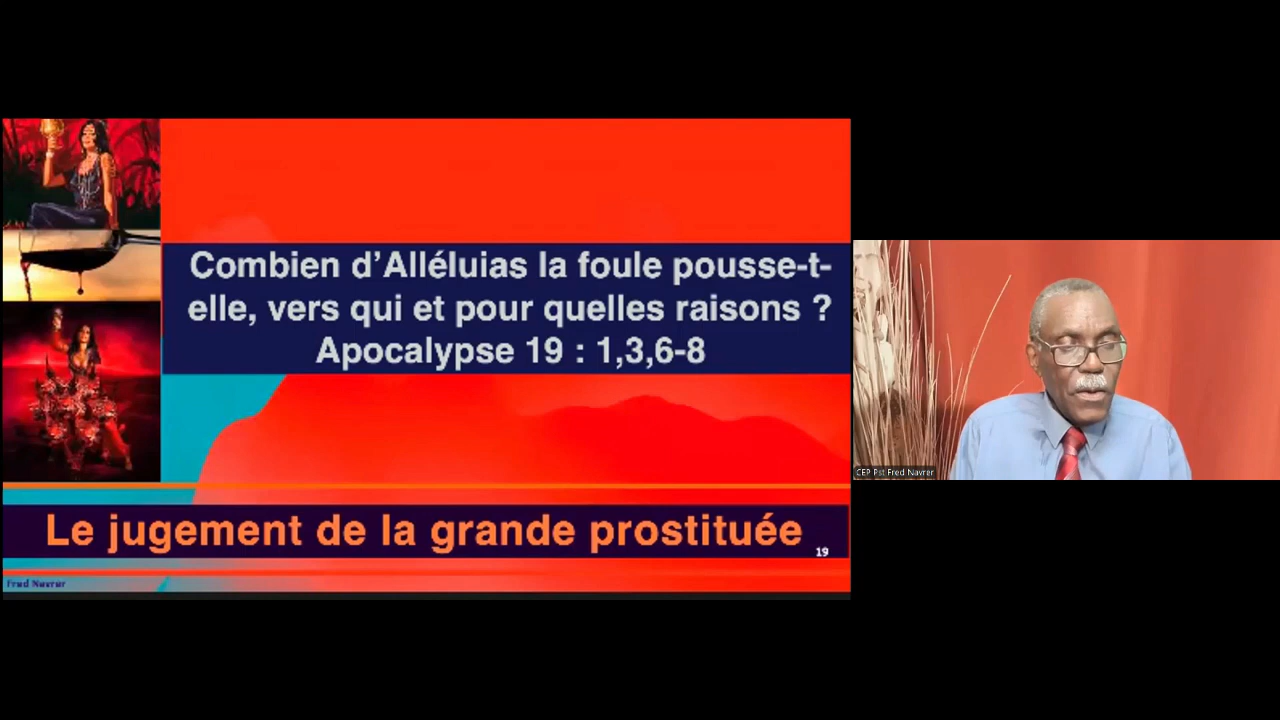 Combien d’Alléluias la foule pousse-t-
elle, vers qui et pour quelles raisons ?
Apocalypse 19 : 1,3,6-8
Le jugement de la grande prostituée
19
Fred Navrer
CEP Pst Fred Navrer